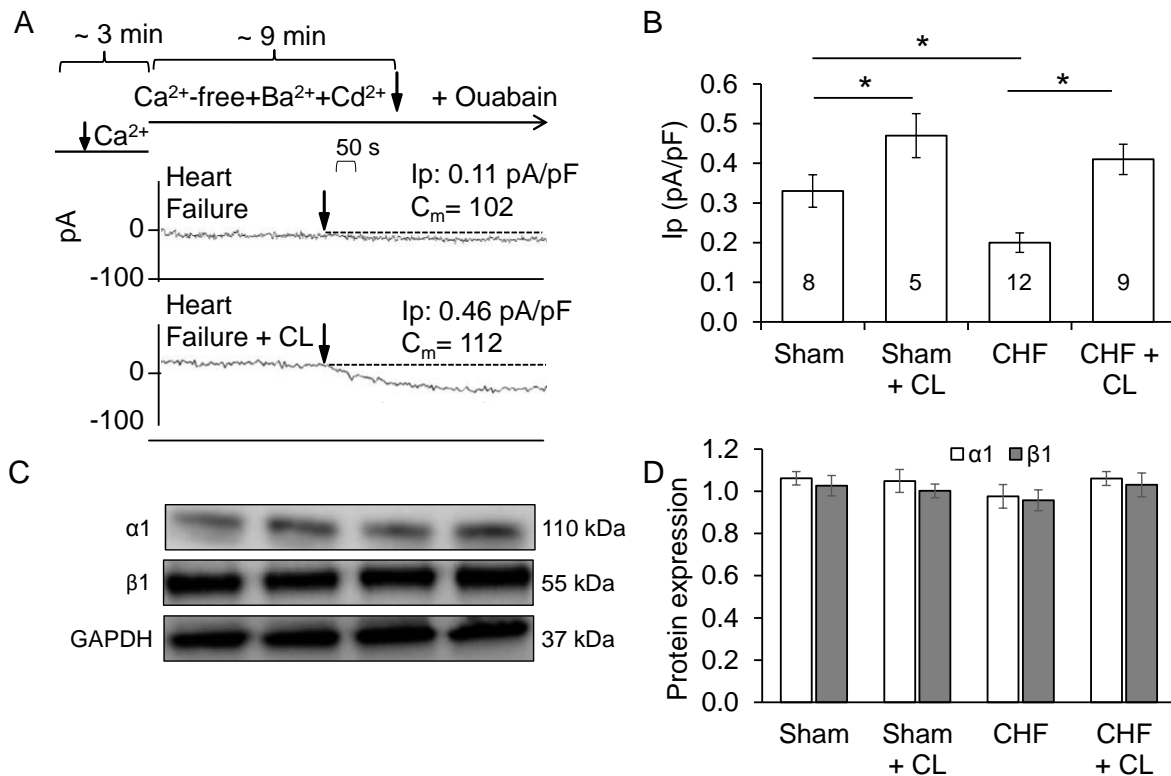 A
~ 3 min
~ 9 min
Ca²⁺-free+Ba²⁺+Cd²⁺
+ Ouabain
Ca²⁺
50 s
pA
Heart
Failure
Ip: 0.11 pA/pF
Cₘ= 102
0
-100
Heart
Failure + CL
Ip: 0.46 pA/pF
Cₘ= 112
0
-100
B
*
*
*
Ip (pA/pF)
0.6
0.5
0.4
0.3
0.2
0.1
0.0
8
5
12
9
Sham
Sham
+ CL
CHF
CHF +
CL
C
α1
110 kDa
β1
55 kDa
GAPDH
37 kDa
D
α1
β1
Protein expression
1.2
1.0
0.8
0.6
0.4
0.2
0.0
Sham
Sham
+ CL
CHF
CHF
+ CL